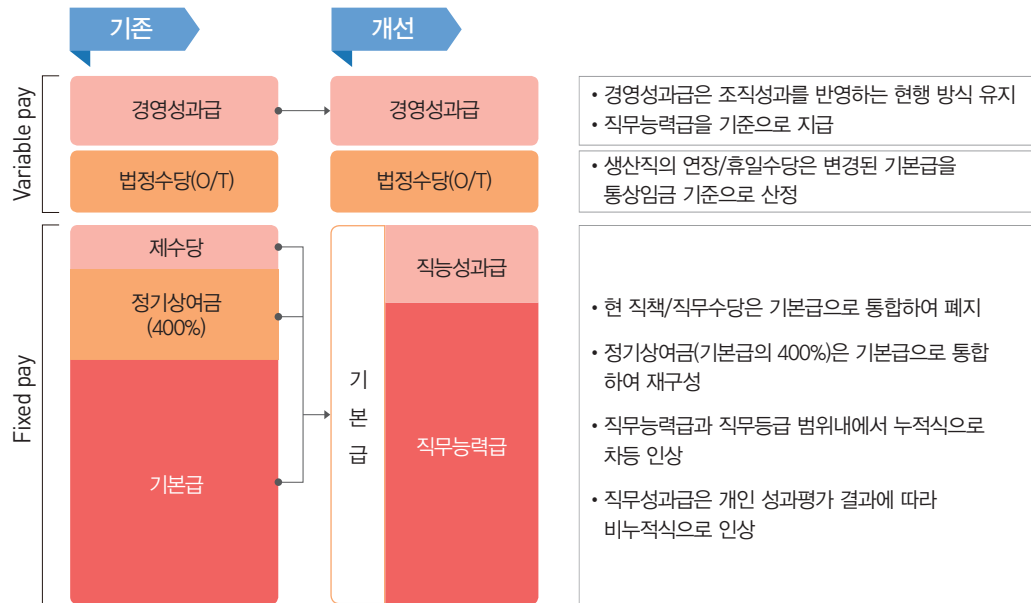 기존
개선
Variable pay
경영성과급
경영성과급
• 경영성과급은 조직성과를 반영하는 현행 방식 유지
• 직무능력급을 기준으로 지급
법정수당(O/T)
법정수당(O/T)
• 생산직의 연장/휴일수당은 변경된 기본급을
통상임금 기준으로 산정
Fixed pay
제수당
정기상여금
(400%)
기본급
기
본
급
직능성과급
직무능력급
• 현 직책/직무수당은 기본급으로 통합하여 폐지
• 정기상여금(기본급의 400%)은 기본급으로 통합
하여 재구성
• 직무능력급과 직무등급 범위내에서 누적식으로
차등 인상
• 직무성과급은 개인 성과평가 결과에 따라
비누적식으로 인상